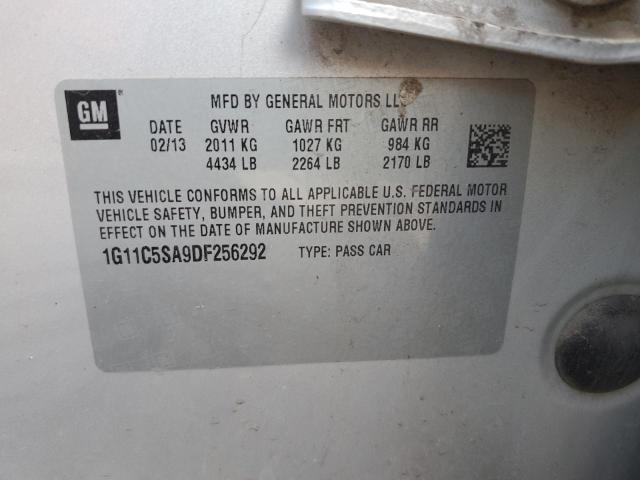 GM
MFD BY GENERAL MOTORS LLC
DATE GVWR GAWR FRT GAWR RR
02/13 2011 KG 1027 KG 984 KG
4434 LB 2264 LB 2170 LB
THIS VEHICLE CONFORMS TO ALL APPLICABLE U.S. FEDERAL MOTOR
VEHICLE SAFETY, BUMPER, AND THEFT PREVENTION STANDARDS IN
EFFECT ON THE DATE OF MANUFACTURE SHOWN ABOVE.
1G11C5SA9DF256292 TYPE: PASS CAR